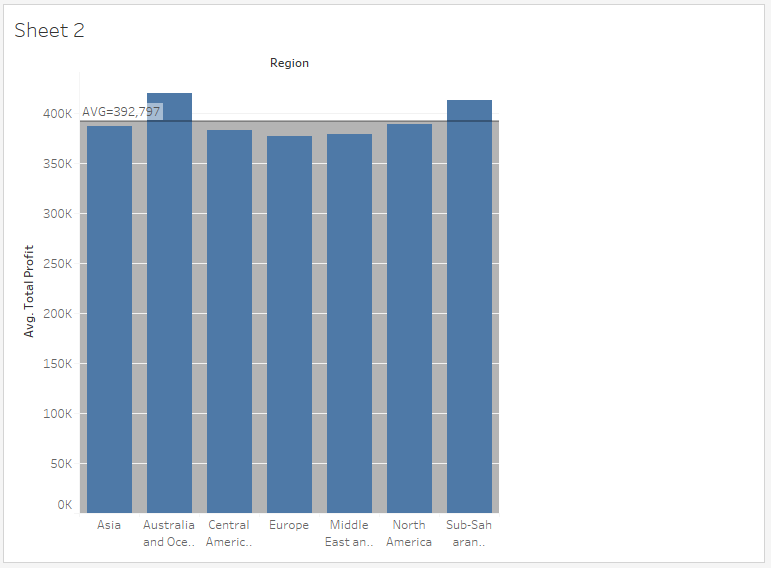 Sheet 2
Region
AVG=392,797
400K
350K
300K
250K
200K
150K
100K
50K
0K
Avg. Total Profit
Asia
Australia
and Oce..
Central
Americ..
Europe
Middle
East an..
North
America
Sub-Sah
aran..